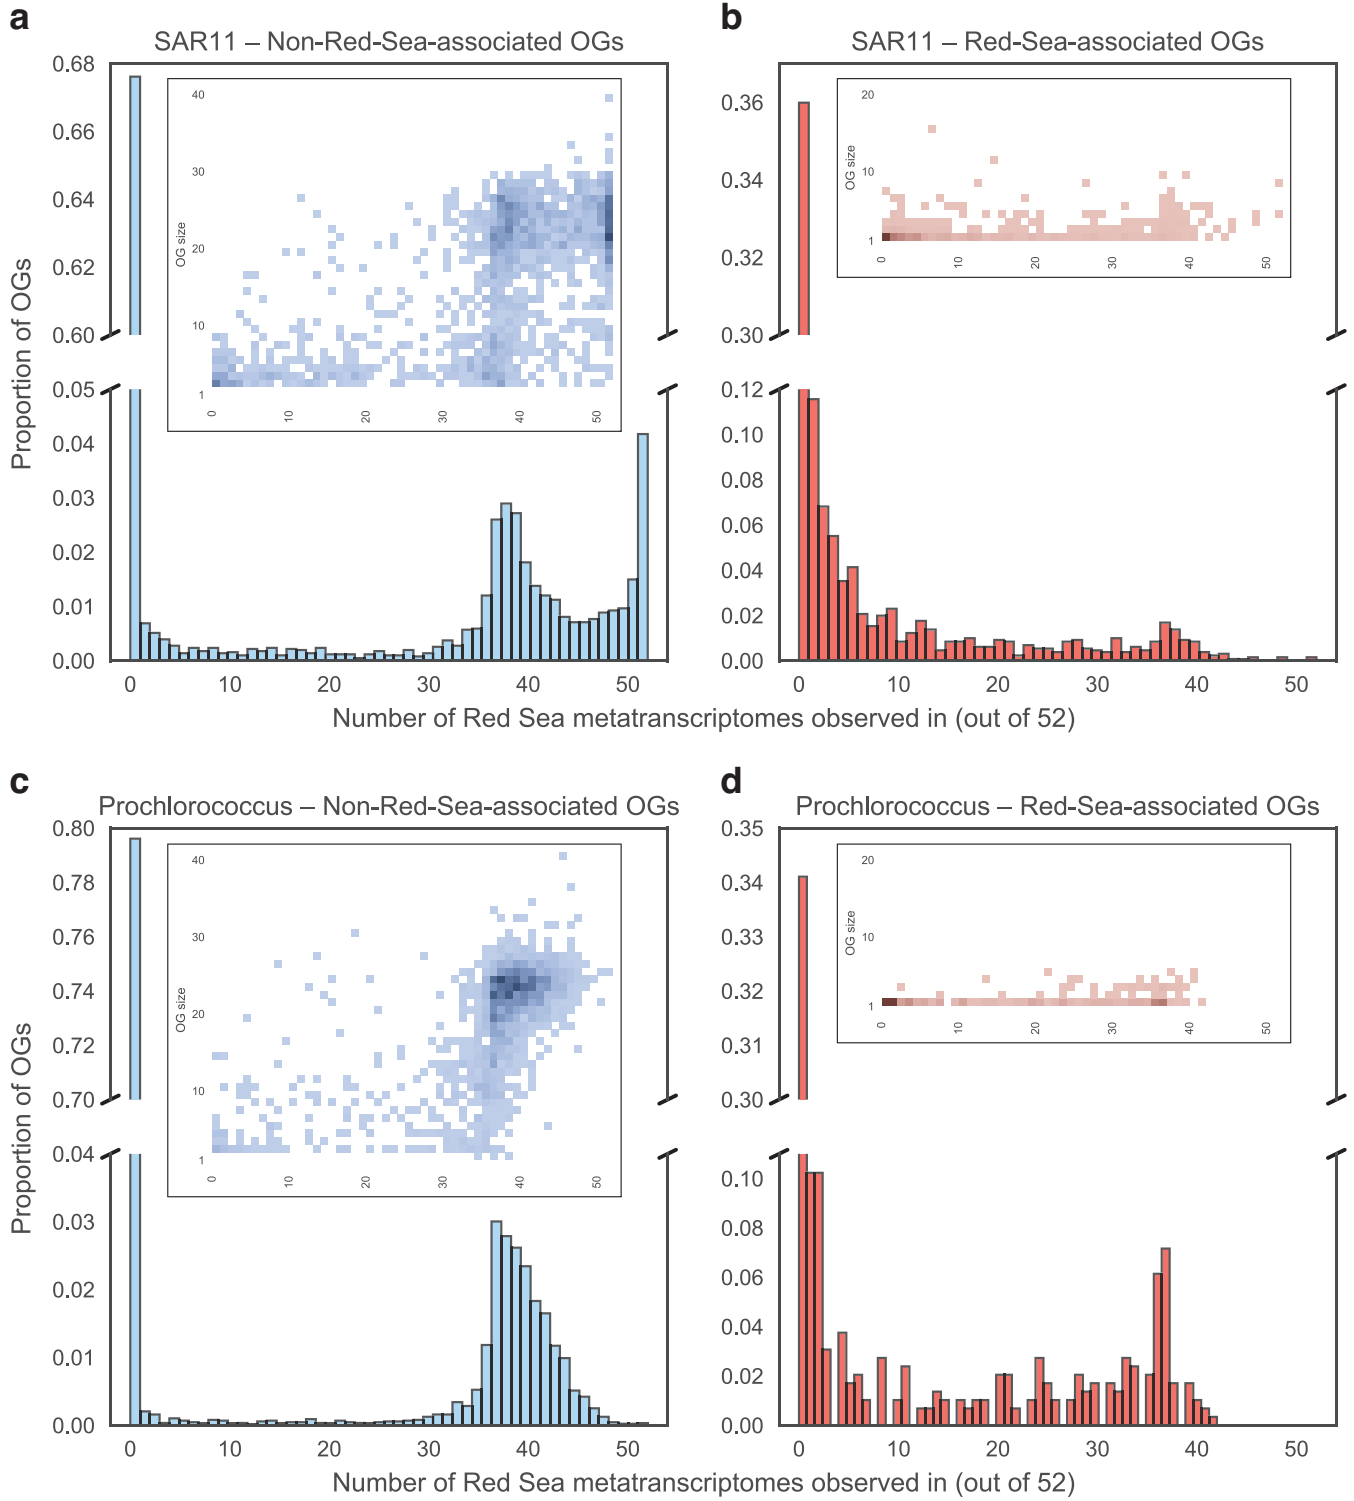 a
SAR11 – Non-Red-Sea-associated OGs
0.68
0.66
0.64
0.62
0.60
0.05
0.04
0.03
0.02
0.01
0.00
Proportion of OGs
40
30
20
10
1
OG size
0 10 20 30 40 50
0 10 20 30 40 50
b
SAR11 – Red-Sea-associated OGs
0.36
0.34
0.32
0.30
0.12
0.10
0.08
0.06
0.04
0.02
0.00
20
10
1
OG size
0 10 20 30 40 50
0 10 20 30 40 50
Number of Red Sea metatranscriptomes observed in (out of 52)
c
Prochlorococcus – Non-Red-Sea-associated OGs
0.80
0.78
0.76
0.74
0.72
0.70
0.04
0.03
0.02
0.01
0.00
Proportion of OGs
40
30
20
10
1
OG size
0 10 20 30 40 50
0 10 20 30 40 50
d
Prochlorococcus – Red-Sea-associated OGs
0.35
0.34
0.33
0.32
0.31
0.30
0.10
0.08
0.06
0.04
0.02
0.00
20
10
1
OG size
0 10 20 30 40 50
0 10 20 30 40 50
Number of Red Sea metatranscriptomes observed in (out of 52)